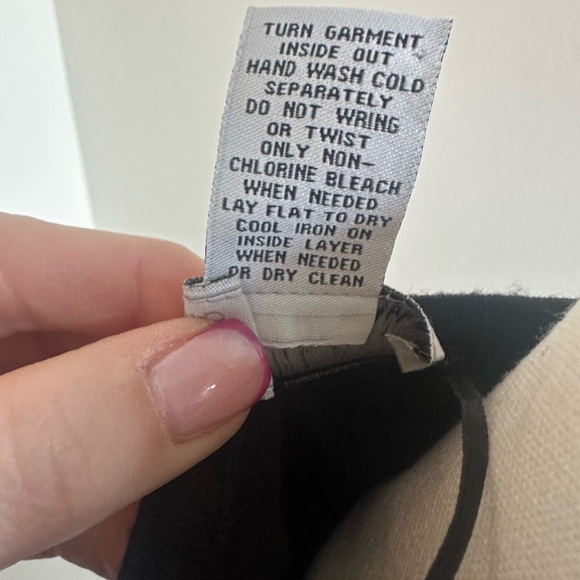 TURN GARMENT
INSIDE OUT
HAND WASH COLD
SEPARATELY
DO NOT WRING
OR TWIST
ONLY NON-
CHLORINE BLEACH
WHEN NEEDED
LAY FLAT TO DRY
COOL IRON ON
INSIDE LAYER
WHEN NEEDED
OR DRY CLEAN